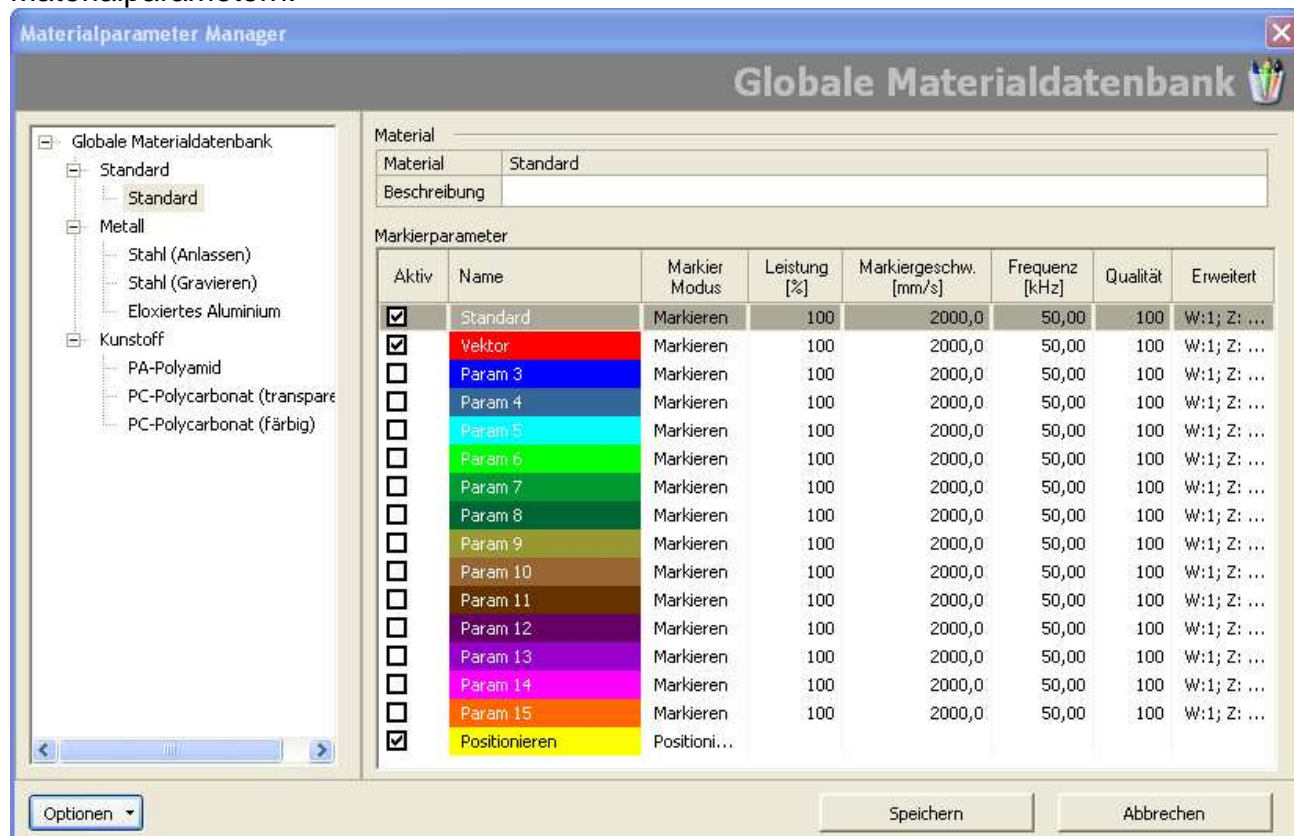 Materialparametern.
Materialparameter Manager
Globale Materialdatenbank
Globale Materialdatenbank
Standard
Standard
Metall
Stahl (Anlassen)
Stahl (Gravieren)
Eloxiertes Aluminium
Kunstoff
PA-Polyamid
PC-Polycarbonat (transpare
PC-Polycarbonat (färbig)
Material
Material Standard
Beschreibung
Markierparameter
Aktiv Name Markier Modus Leistung [%] Markiergeschw. [mm/s] Frequenz [kHz] Qualität Erweitert
Standard Markieren 100 2000,0 50,00 100 W:1; Z: ...
Vektor Markieren 100 2000,0 50,00 100 W:1; Z: ...
Param 3 Markieren 100 2000,0 50,00 100 W:1; Z: ...
Param 4 Markieren 100 2000,0 50,00 100 W:1; Z: ...
Param 5 Markieren 100 2000,0 50,00 100 W:1; Z: ...
Param 6 Markieren 100 2000,0 50,00 100 W:1; Z: ...
Param 7 Markieren 100 2000,0 50,00 100 W:1; Z: ...
Param 8 Markieren 100 2000,0 50,00 100 W:1; Z: ...
Param 9 Markieren 100 2000,0 50,00 100 W:1; Z: ...
Param 10 Markieren 100 2000,0 50,00 100 W:1; Z: ...
Param 11 Markieren 100 2000,0 50,00 100 W:1; Z: ...
Param 12 Markieren 100 2000,0 50,00 100 W:1; Z: ...
Param 13 Markieren 100 2000,0 50,00 100 W:1; Z: ...
Param 14 Markieren 100 2000,0 50,00 100 W:1; Z: ...
Param 15 Markieren 100 2000,0 50,00 100 W:1; Z: ...
Positionieren Positioni...
Optionen Speichern Abbrechen